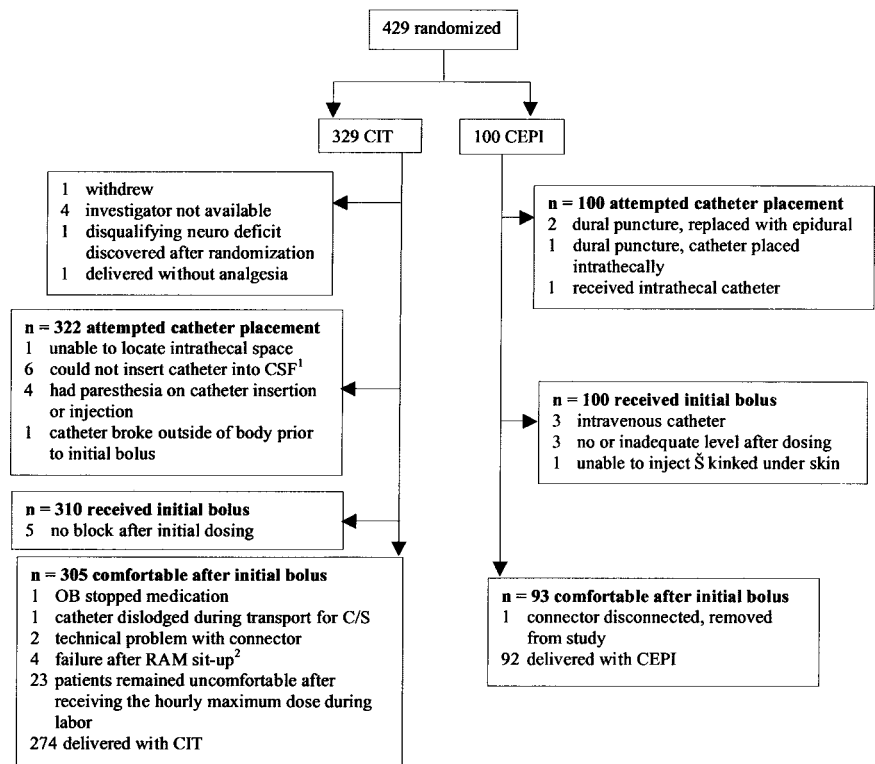 429 randomized
329 CIT
100 CEPI
1 withdrew
4 investigator not available
1 disqualifying neuro deficit
discovered after randomization
1 delivered without analgesia
n = 100 attempted catheter placement
2 dural puncture, replaced with epidural
1 dural puncture, catheter placed
intrathecally
1 received intrathecal catheter
n = 322 attempted catheter placement
1 unable to locate intrathecal space
6 could not insert catheter into CSF¹
4 had paresthesia on catheter insertion
or injection
1 catheter broke outside of body prior
to initial bolus
n = 100 received initial bolus
3 intravenous catheter
3 no or inadequate level after dosing
1 unable to inject Š kinked under skin
n = 310 received initial bolus
5 no block after initial dosing
n = 305 comfortable after initial bolus
1 OB stopped medication
1 catheter dislodged during transport for C/S
2 technical problem with connector
4 failure after RAM sit-up²
23 patients remained uncomfortable after
receiving the hourly maximum dose during
labor
274 delivered with CIT
n = 93 comfortable after initial bolus
1 connector disconnected, removed
from study
92 delivered with CEPI